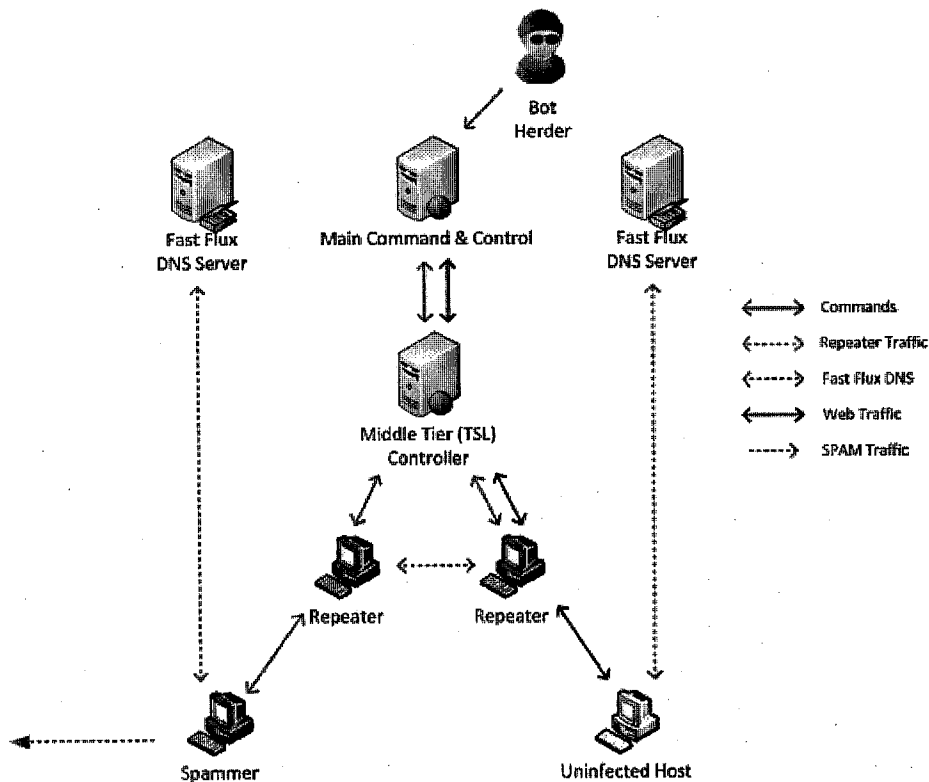 Bot
Herder
Fast Flux
DNS Server
Main Command & Control
Fast Flux
DNS Server
Commands
Repeater Traffic
Fast Flux DNS
Web Traffic
SPAM Traffic
Middle Tier (TSL)
Controller
Repeater
Repeater
Spammer
Uninfected Host